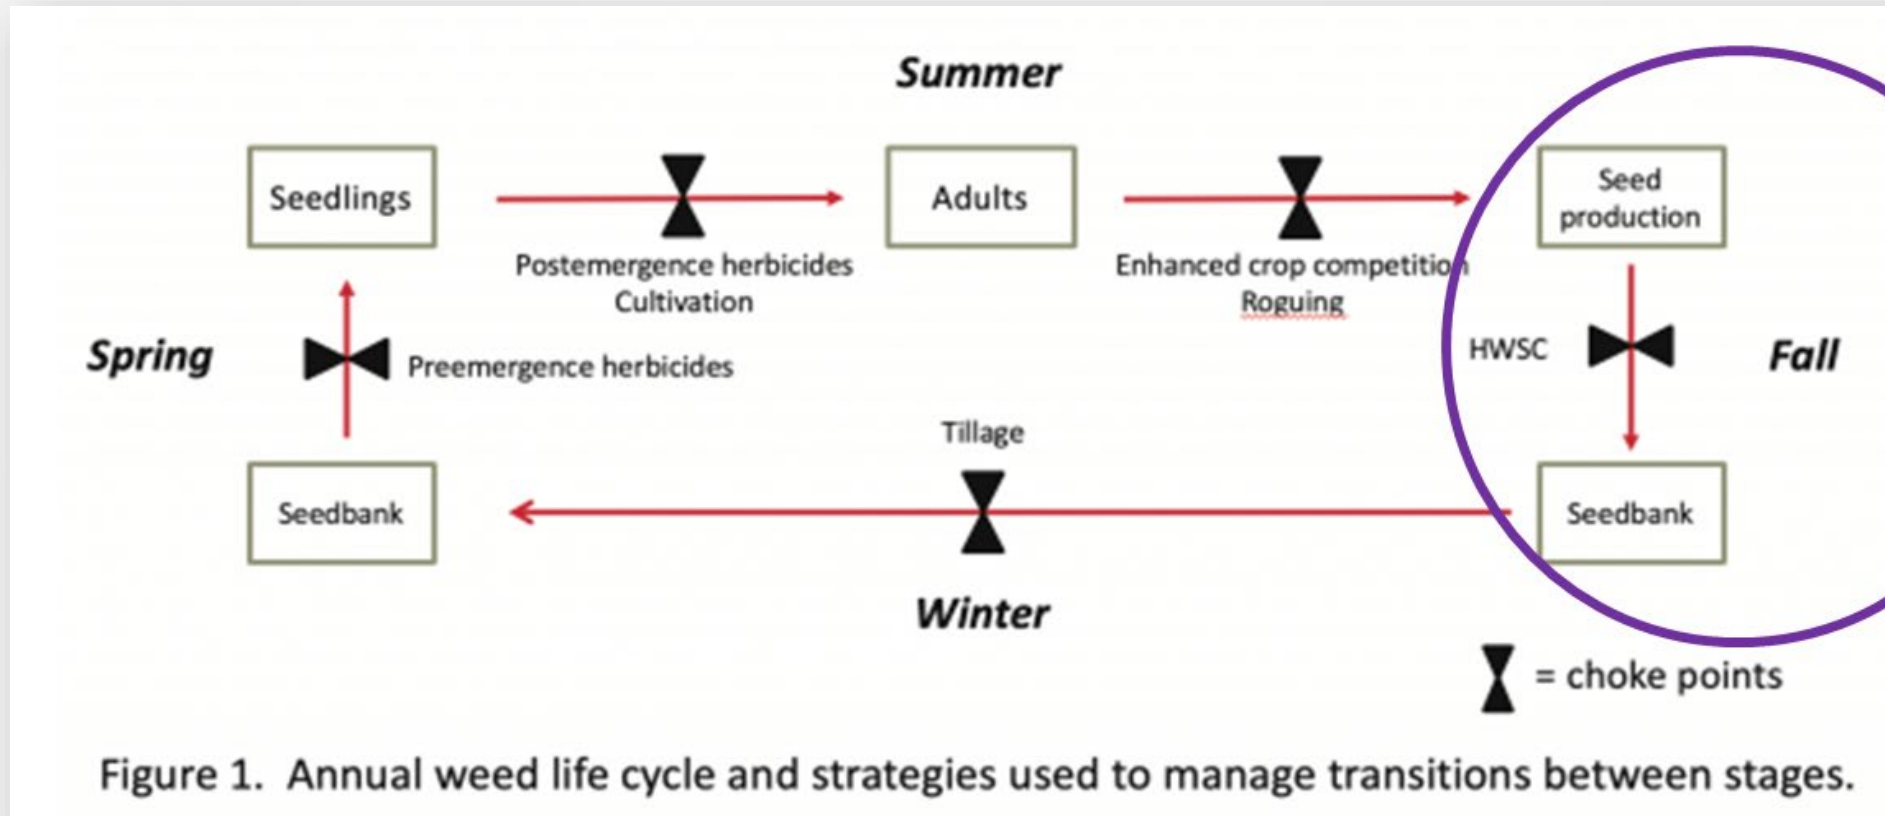 Summer
Seedlings
Adults
Seed
production
Postemergence herbicides
Cultivation
Enhanced crop competition
Roguing
Spring
Preemergence herbicides
HWSC
Fall
Tillage
Seedbank
Seedbank
Winter
= choke points
Figure 1. Annual weed life cycle and strategies used to manage transitions between stages.